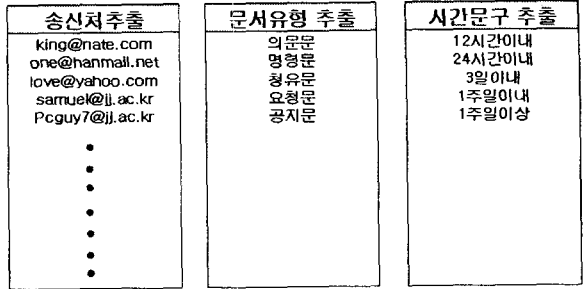 송신처추출
king@nate.com
one@hanmail.net
love@yahoo.com
samuel@jj.ac.kr
Pcguy7@jj.ac.kr
문서유형 추출
의문문
명령문
청유문
요청문
공지문
시간문구 추출
12시간이내
24시간이내
3일이내
1주일이내
1주일이상